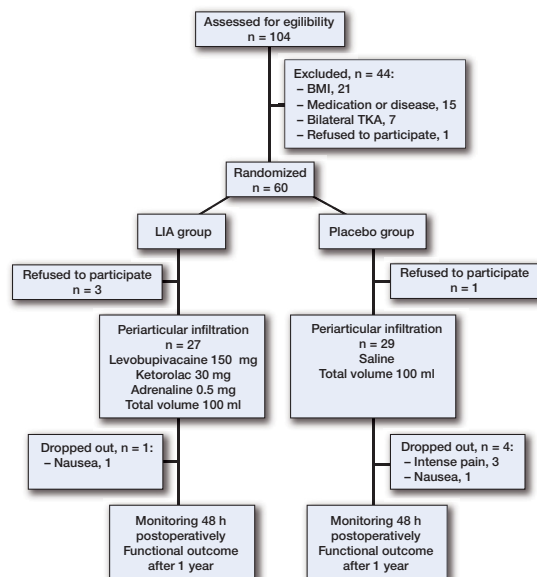 Assessed for egilibility
n = 104
Excluded, n = 44:
– BMI, 21
– Medication or disease, 15
– Bilateral TKA, 7
– Refused to participate, 1
Randomized
n = 60
LIA group
Placebo group
Refused to participate
n = 3
Refused to participate
n = 1
Periarticular infiltration
n = 27
Levobupivacaine 150 mg
Ketorolac 30 mg
Adrenaline 0.5 mg
Total volume 100 ml
Periarticular infiltration
n = 29
Saline
Total volume 100 ml
Dropped out, n = 1:
– Nausea, 1
Dropped out, n = 4:
– Intense pain, 3
– Nausea, 1
Monitoring 48 h
postoperatively
Functional outcome
after 1 year
Monitoring 48 h
postoperatively
Functional outcome
after 1 year